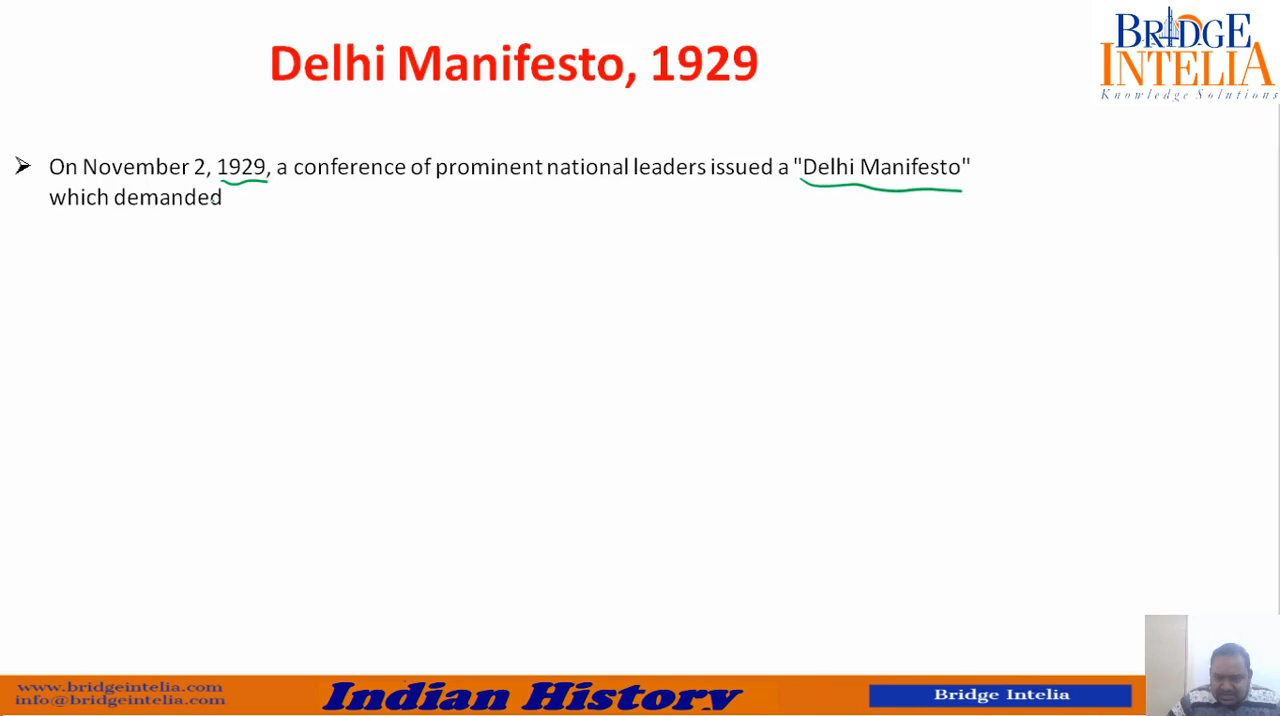 Delhi Manifesto, 1929
BRIDGE
INTELIA
Knowledge Solutions
➢ On November 2, 1929, a conference of prominent national leaders issued a "Delhi Manifesto"
which demanded
www.bridgeintelia.com
info@bridgeintelia.com
Indian History
Bridge Intelia